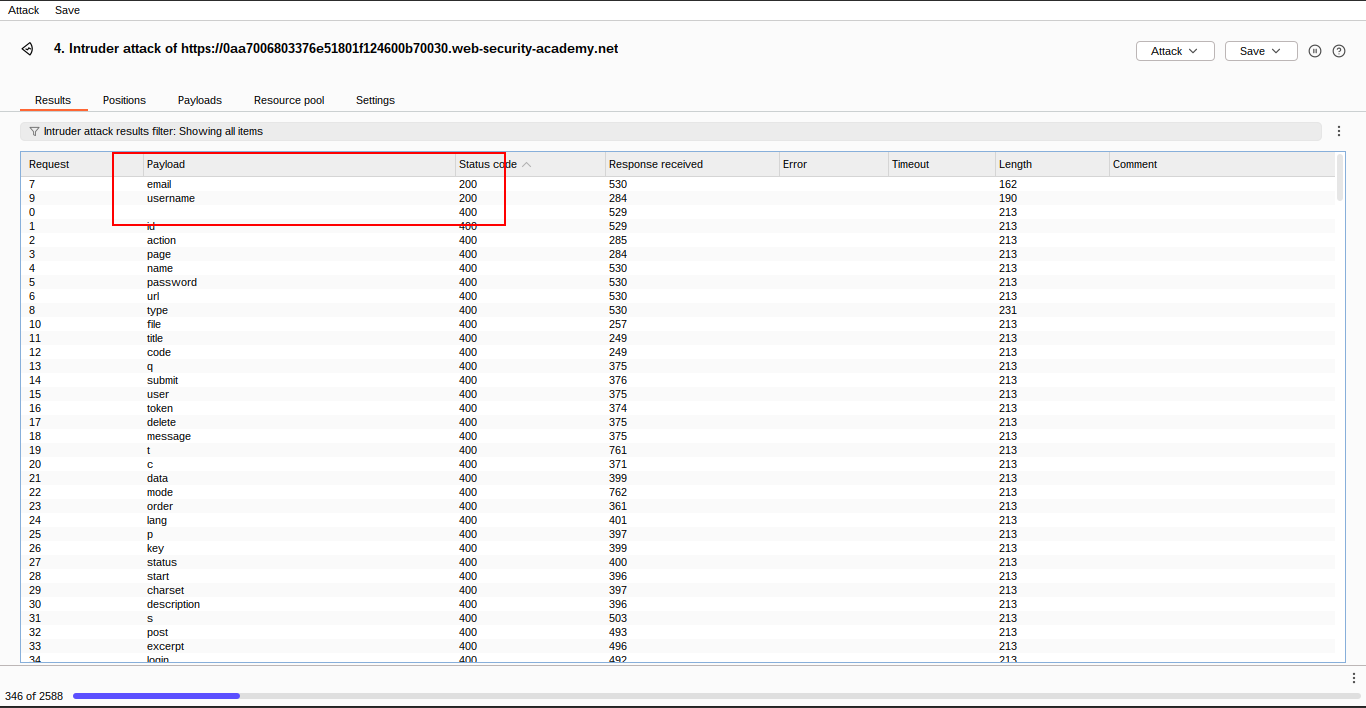 Attack Save
4. Intruder attack of https://0aa7006803376e51801f124600b70030.web-security-academy.net
Attack Save
Results Positions Payloads Resource pool Settings
Intruder attack results filter: Showing all items
Request Payload Status code Response received Error Timeout Length Comment
7 email 200 530 162
9 username 200 284 190
0 400 529 213
1 id 400 529 213
2 action 400 285 213
3 page 400 284 213
4 name 400 530 213
5 password 400 530 213
6 url 400 530 213
8 type 400 530 231
10 file 400 257 213
11 title 400 249 213
12 code 400 249 213
13 q 400 375 213
14 submit 400 376 213
15 user 400 375 213
16 token 400 374 213
17 delete 400 375 213
18 message 400 375 213
19 t 400 761 213
20 c 400 371 213
21 data 400 399 213
22 mode 400 762 213
23 order 400 361 213
24 lang 400 401 213
25 p 400 397 213
26 key 400 399 213
27 status 400 400 213
28 start 400 396 213
29 charset 400 397 213
30 description 400 396 213
31 s 400 503 213
32 post 400 493 213
33 excerpt 400 496 213
34 login 400 492 213
346 of 2588